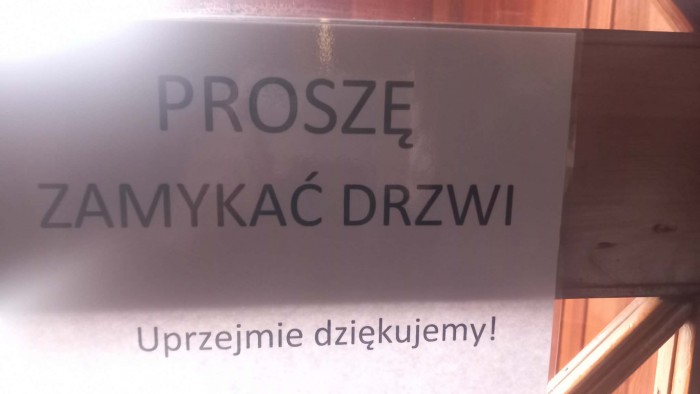 PROSZĘ
ZAMYKAĆ DRZWI
Uprzejmie dziękujemy!